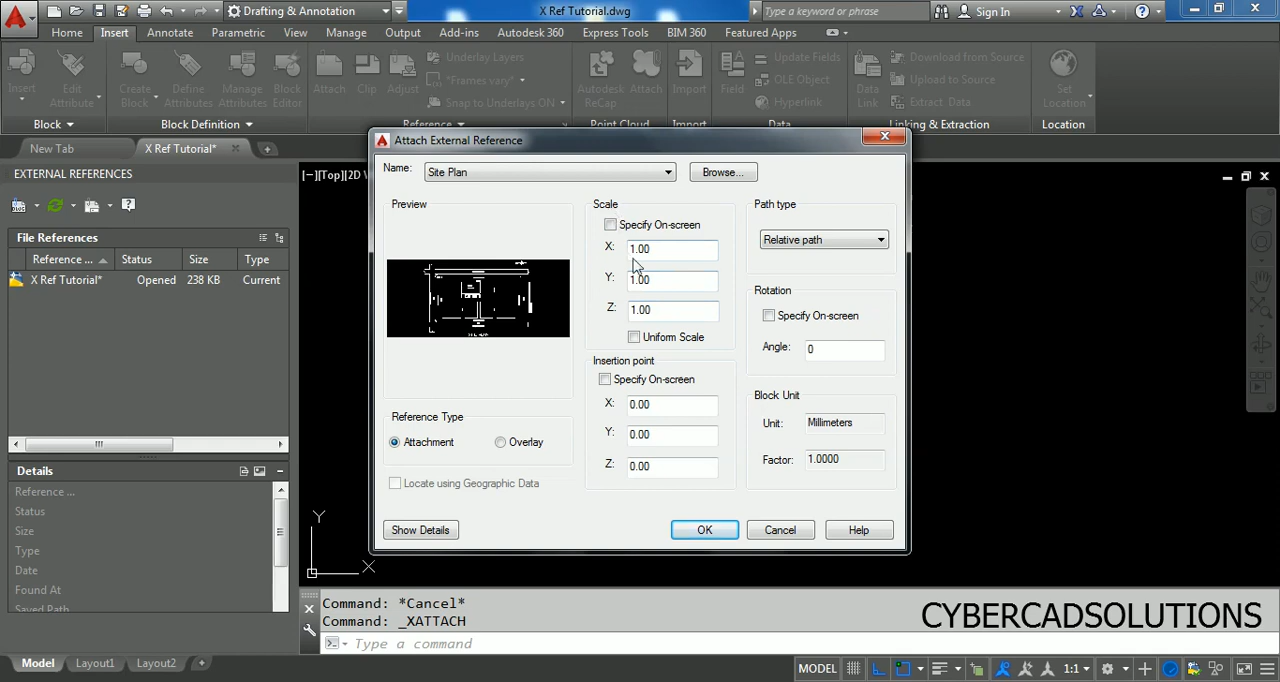 Drafting & Annotation
X Ref Tutorial.dwg
Type a keyword or phrase
Sign In
Home Insert Annotate Parametric View Manage Output Add-ins Autodesk 360 Express Tools BIM 360 Featured Apps
Insert
Edit Attribute
Create Block
Define Attributes
Manage Attributes
Block Editor
Attach
Clip
Adjust
Underlay Layers
*Frames vary*
Snap to Underlays ON
Autodesk ReCap
Attach
Import
Field
Update Fields
OLE Object
Hyperlink
Data Link
Download from Source
Upload to Source
Extract Data
Set Location
Block
Block Definition
Reference
Point Cloud
Import
Data
Linking & Extraction
Location
New Tab
X Ref Tutorial*
EXTERNAL REFERENCES
File References
Reference ... Status Size Type
X Ref Tutorial* Opened 238 KB Current
Details
Reference ...
Status
Size
Type
Date
Found At
Saved Path
[−][Top][2D
Attach External Reference
Name: Site Plan
Browse...
Preview
Reference Type
Attachment
Overlay
Locate using Geographic Data
Show Details
Scale
Specify On-screen
X: 1.00
Y: 1.00
Z: 1.00
Uniform Scale
Insertion point
Specify On-screen
X: 0.00
Y: 0.00
Z: 0.00
Path type
Relative path
Rotation
Specify On-screen
Angle: 0
Block Unit
Unit: Millimeters
Factor: 1.0000
OK
Cancel
Help
Y
X
Command: *Cancel*
Command: _XATTACH
Type a command
CYBERCADSOLUTIONS
Model Layout1 Layout2
MODEL
1:1